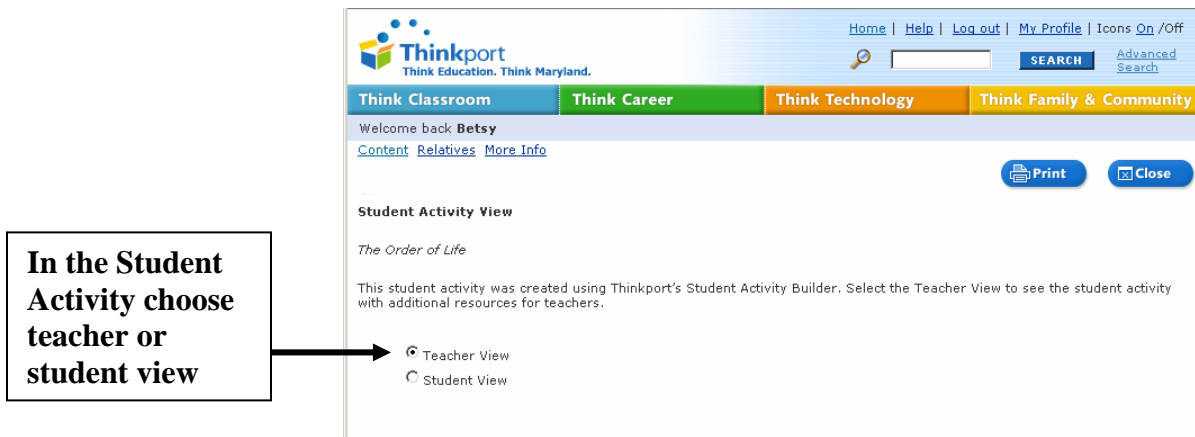 Home | Help | Log out | My Profile | Icons On /Off
Thinkport
Think Education. Think Maryland.
SEARCH
Advanced
Search
Think Classroom Think Career Think Technology Think Family & Community
Welcome back Betsy
Content Relatives More Info
Print Close
Student Activity View
The Order of Life
This student activity was created using Thinkport's Student Activity Builder. Select the Teacher View to see the student activity
with additional resources for teachers.
In the Student
Activity choose
teacher or
student view
Teacher View
Student View